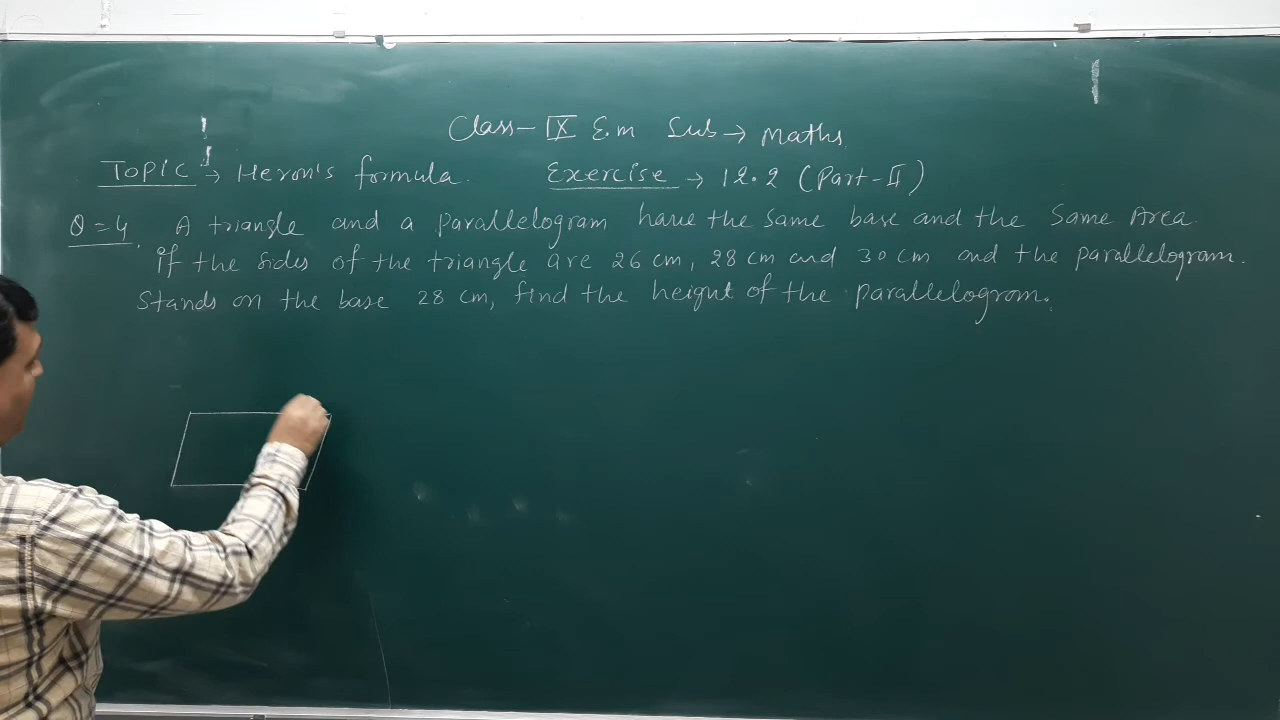 Class- IX E.m Sub → Maths
TOPIC → Heron's formula. Exercise → 12.2 (Part-II)
Q=4. A triangle and a parallelogram have the same base and the same Area.
if the sides of the triangle are 26 cm, 28 cm and 30 cm and the parallelogram.
stands on the base 28 cm, find the height of the parallelogram.